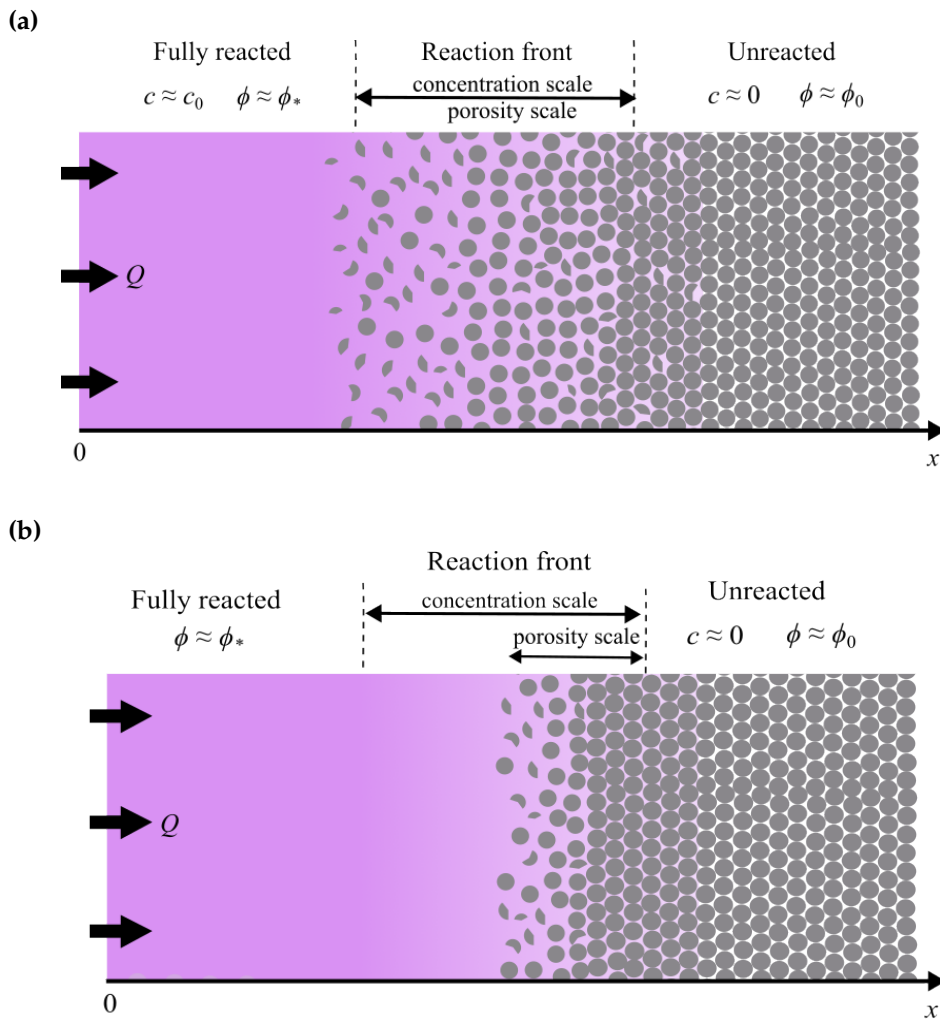 (a)
Fully reacted Reaction front Unreacted
c ≈ c₀ ϕ ≈ ϕ* concentration scale c ≈ 0 ϕ ≈ ϕ₀
porosity scale
Q
0
x
(b)
Reaction front
Fully reacted concentration scale Unreacted
ϕ ≈ ϕ* porosity scale c ≈ 0 ϕ ≈ ϕ₀
Q
0
x